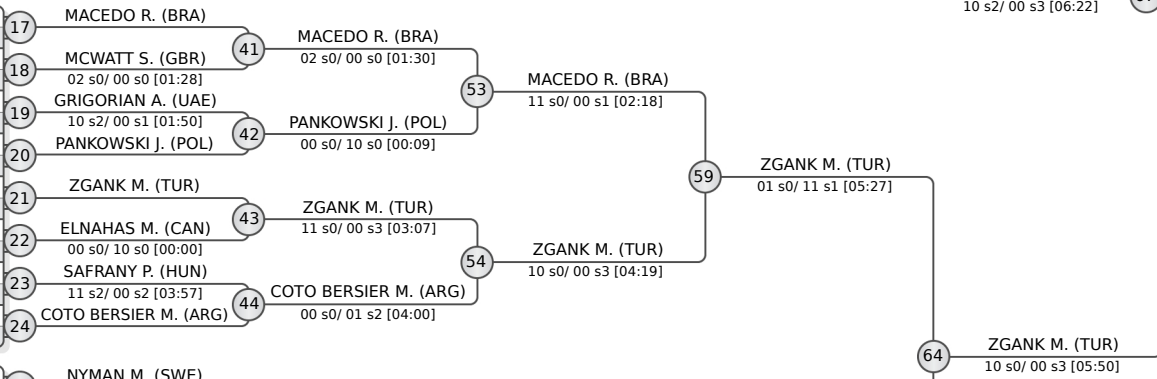 10 s2/ 00 s3 [06:22]
17
MACEDO R. (BRA)
41
MACEDO R. (BRA)
02 s0/ 00 s0 [01:30]
18
MCWATT S. (GBR)
02 s0/ 00 s0 [01:28]
53
MACEDO R. (BRA)
11 s0/ 00 s1 [02:18]
19
GRIGORIAN A. (UAE)
10 s2/ 00 s1 [01:50]
42
PANKOWSKI J. (POL)
00 s0/ 10 s0 [00:09]
20
PANKOWSKI J. (POL)
59
ZGANK M. (TUR)
01 s0/ 11 s1 [05:27]
21
ZGANK M. (TUR)
43
ZGANK M. (TUR)
11 s0/ 00 s3 [03:07]
22
ELNAHAS M. (CAN)
00 s0/ 10 s0 [00:00]
54
ZGANK M. (TUR)
10 s0/ 00 s3 [04:19]
23
SAFRANY P. (HUN)
11 s2/ 00 s2 [03:57]
44
COTO BERSIER M. (ARG)
00 s0/ 01 s2 [04:00]
24
COTO BERSIER M. (ARG)
64
ZGANK M. (TUR)
10 s0/ 00 s3 [05:50]
NYMAN M. (SWE)